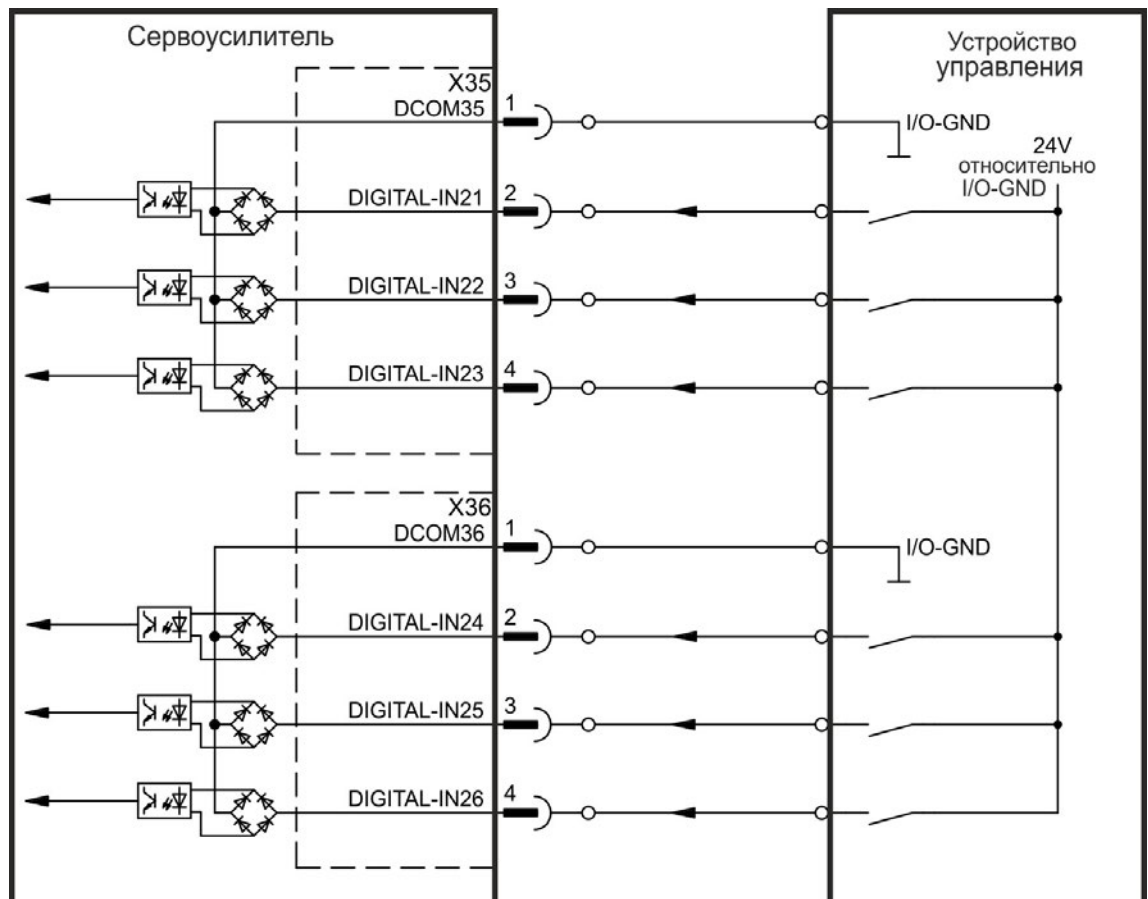 Сервоусилитель
Устройство
управления
X35
DCOM35
1
I/O-GND
24V
относительно
I/O-GND
DIGITAL-IN21
2
DIGITAL-IN22
3
DIGITAL-IN23
4
X36
DCOM36
1
I/O-GND
DIGITAL-IN24
2
DIGITAL-IN25
3
DIGITAL-IN26
4